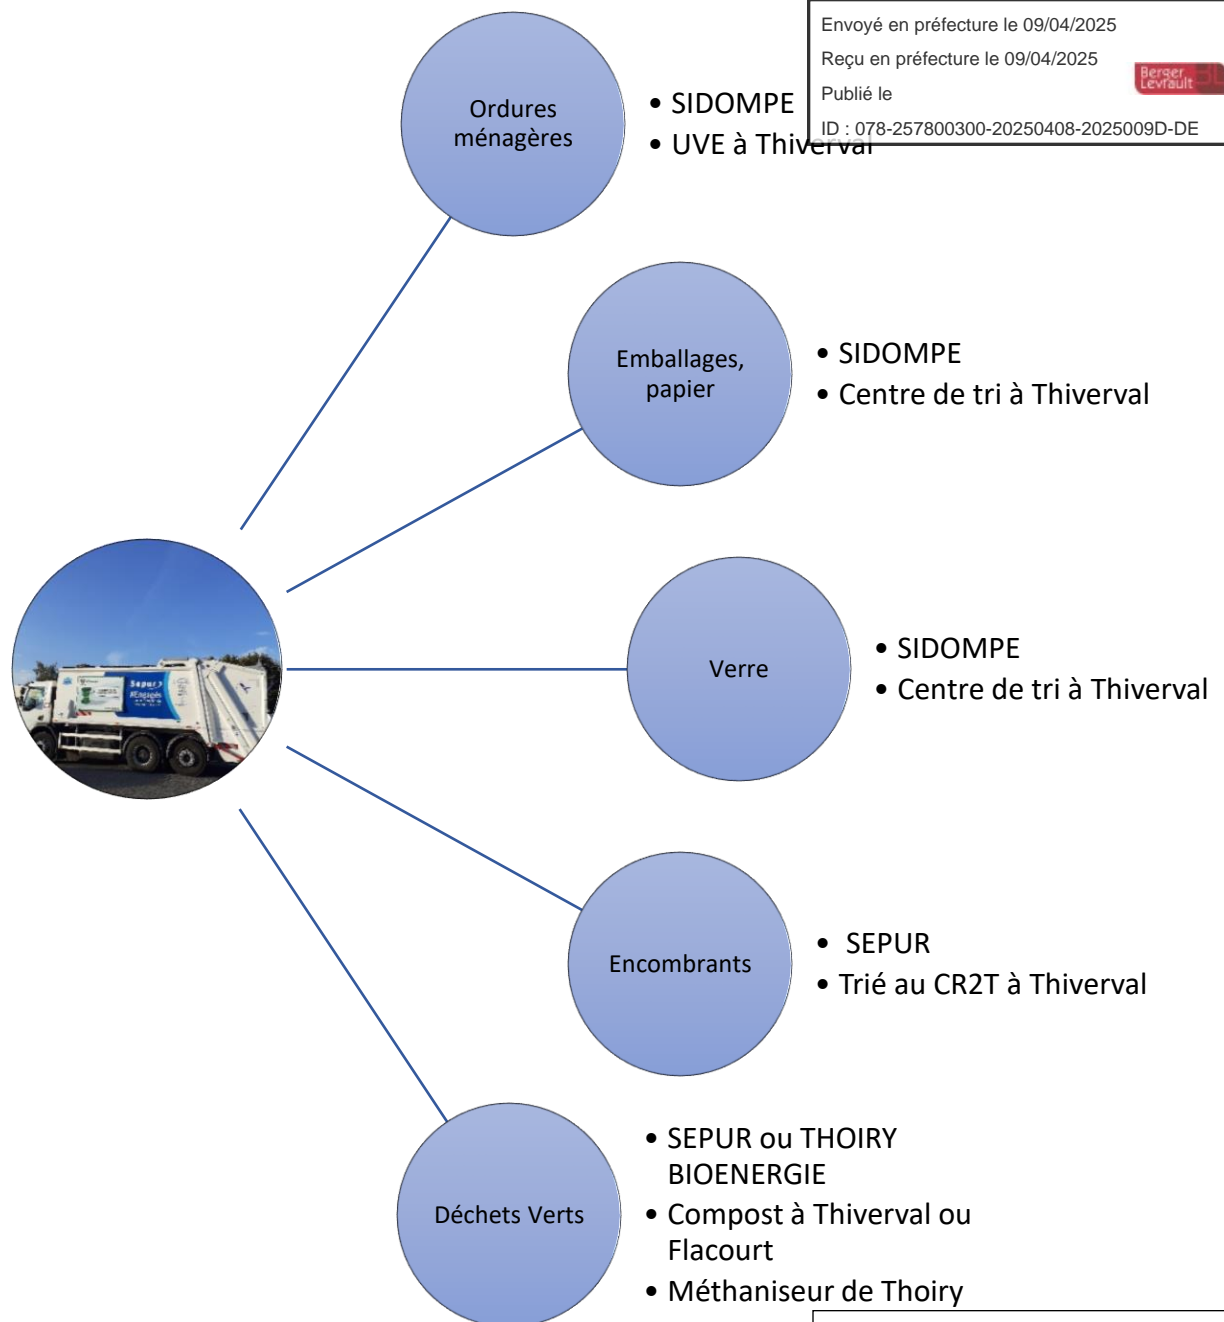 Envoyé en préfecture le 09/04/2025
Reçu en préfecture le 09/04/2025
Publié le
Berger
Levrault
ID : 078-257800300-20250408-2025009D-DE
Ordures
ménagères
• SIDOMPE
• UVE à Thiverval
Emballages,
papier
• SIDOMPE
• Centre de tri à Thiverval
Verre
• SIDOMPE
• Centre de tri à Thiverval
Sepur
#Engagés
Encombrants
• SEPUR
• Trié au CR2T à Thiverval
Déchets Verts
• SEPUR ou THOIRY
BIOENERGIE
• Compost à Thiverval ou
Flacourt
• Méthaniseur de Thoiry